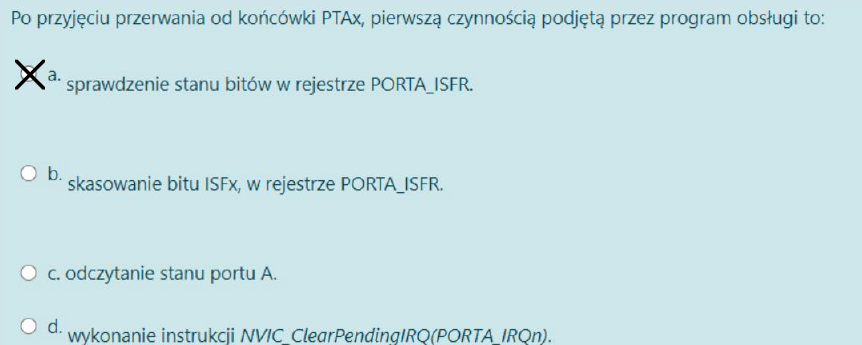 Po przyjęciu przerwania od końcówki PTAx, pierwszą czynnością podjętą przez program obsługi to:
a. sprawdzenie stanu bitów w rejestrze PORTA_ISFR.
b. skasowanie bitu ISFx, w rejestrze PORTA_ISFR.
c. odczytanie stanu portu A.
d. wykonanie instrukcji NVIC_ClearPendingIRQ(PORTA_IRQn).